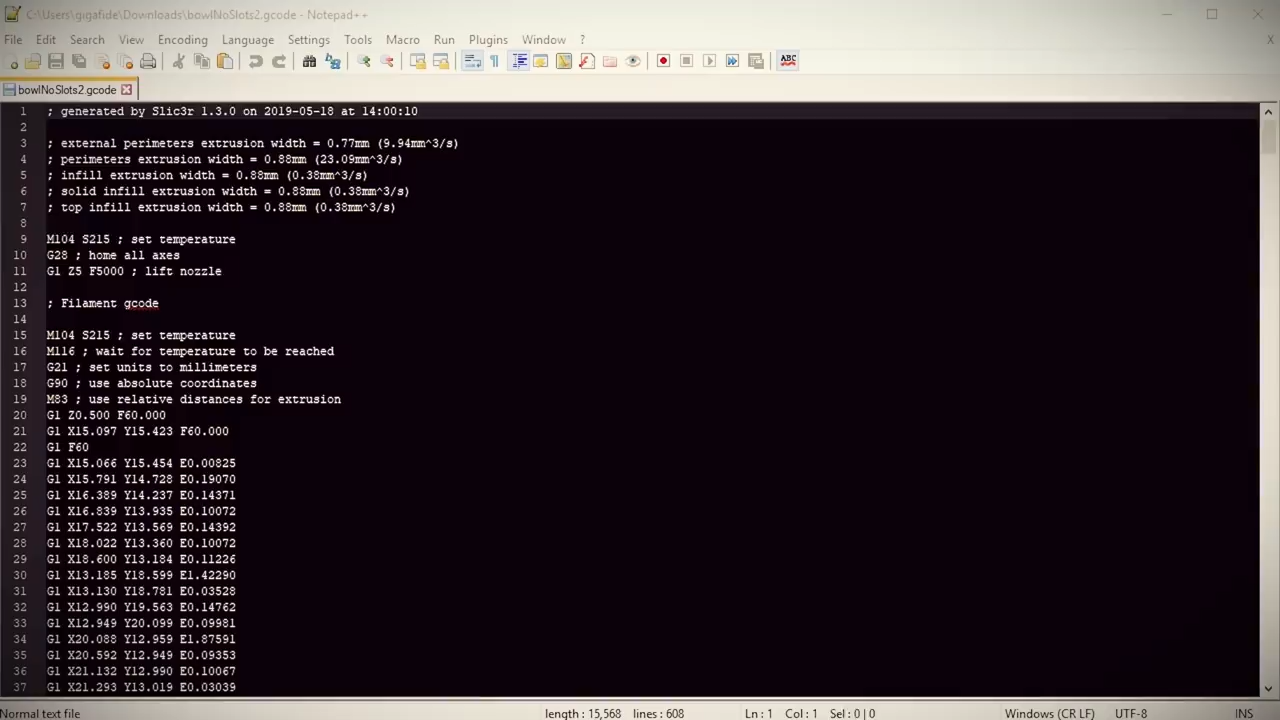 C:\Users\gigafide\Downloads\bowlNoSlots2.gcode - Notepad++
File Edit Search View Encoding Language Settings Tools Macro Run Plugins Window ? X
ABC
bowlNoSlots2.gcode
1 ; generated by Slic3r 1.3.0 on 2019-05-18 at 14:00:10
2
3 ; external perimeters extrusion width = 0.77mm (9.94mm^3/s)
4 ; perimeters extrusion width = 0.88mm (23.09mm^3/s)
5 ; infill extrusion width = 0.88mm (0.38mm^3/s)
6 ; solid infill extrusion width = 0.88mm (0.38mm^3/s)
7 ; top infill extrusion width = 0.88mm (0.38mm^3/s)
8
9 M104 S215 ; set temperature
10 G28 ; home all axes
11 G1 Z5 F5000 ; lift nozzle
12
13 ; Filament gcode
14
15 M104 S215 ; set temperature
16 M116 ; wait for temperature to be reached
17 G21 ; set units to millimeters
18 G90 ; use absolute coordinates
19 M83 ; use relative distances for extrusion
20 G1 Z0.500 F60.000
21 G1 X15.097 Y15.423 F60.000
22 G1 F60
23 G1 X15.066 Y15.454 E0.00825
24 G1 X15.791 Y14.728 E0.19070
25 G1 X16.389 Y14.237 E0.14371
26 G1 X16.839 Y13.935 E0.10072
27 G1 X17.522 Y13.569 E0.14392
28 G1 X18.022 Y13.360 E0.10072
29 G1 X18.600 Y13.184 E0.11226
30 G1 X13.185 Y18.599 E1.42290
31 G1 X13.130 Y18.781 E0.03528
32 G1 X12.990 Y19.563 E0.14762
33 G1 X12.949 Y20.099 E0.09981
34 G1 X20.088 Y12.959 E1.87591
35 G1 X20.592 Y12.949 E0.09353
36 G1 X21.132 Y12.990 E0.10067
37 G1 X21.293 Y13.019 E0.03039
Normal text file length : 15,568 lines : 608 Ln : 1 Col : 1 Sel : 0 | 0 Windows (CR LF) UTF-8 INS